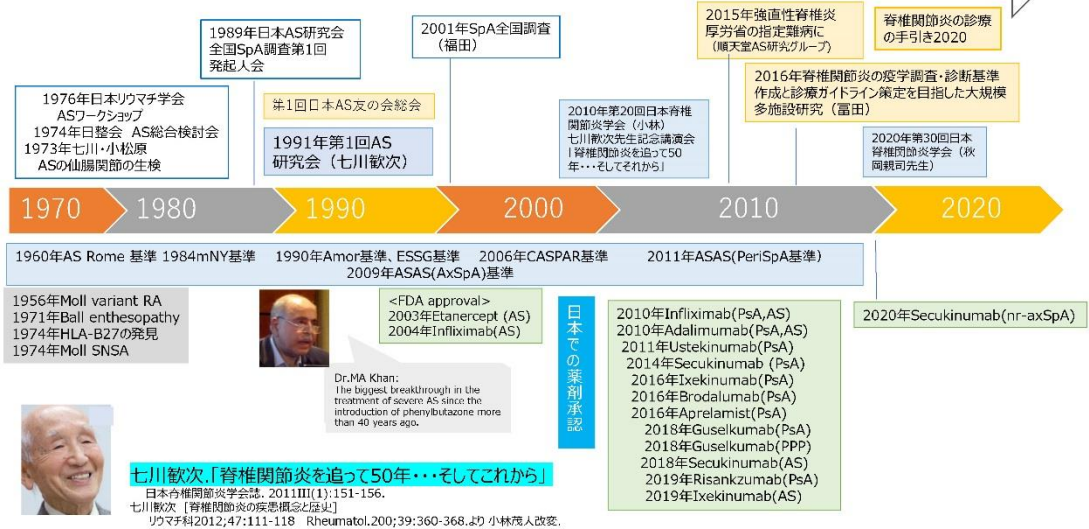 1989年日本AS研究会
全国SpA調査第1回
発起人会
2001年SpA全国調査
（福田）
2015年強直性脊椎炎
厚労省の指定難病に
（順天堂AS研究グループ）
脊椎関節炎の診療
の手引き2020
1976年日本リウマチ学会
ASワークショップ
1974年日整会 AS総合検討会
1973年七川・小松原
ASの仙腸関節の生検
第1回日本AS友の会総会
1991年第1回AS
研究会（七川歓次）
2010年第20回日本脊椎
関節炎学会（小林）
七川歓次先生記念講演会
「脊椎関節炎を追って50
年・・・そしてそれから」
2016年脊椎関節炎の疫学調査・診断基準
作成と診療ガイドライン策定を目指した大規模
多施設研究（冨田）
2020年第30回日本
脊椎関節炎学会（秋
岡親司先生）
1970
1980
1990
2000
2010
2020
1960年AS Rome 基準 1984mNY基準 1990年Amor基準、ESSG基準 2006年CASPAR基準 2011年ASAS(PeriSpA基準）
2009年ASAS(AxSpA)基準
1956年Moll variant RA
1971年Ball enthesopathy
1974年HLA-B27の発見
1974年Moll SNSA
<FDA approval>
2003年Etanercept (AS)
2004年Infliximib(AS)
Dr.MA Khan:
The biggest breakthrough in the
treatment of severe AS since the
introduction of phenylbutazone more
than 40 years ago.
日本での薬剤承認
2010年Infliximab(PsA,AS)
2010年Adalimumab(PsA,AS)
2011年Ustekinumab(PsA)
2014年Secukinumab (PsA)
2016年Ixekinumab(PsA)
2016年Brodalumab(PsA)
2016年Aprelamist(PsA)
2018年Guselkumab(PsA)
2018年Guselkumab(PPP)
2018年Secukinumab(AS)
2019年Risankzumab(PsA)
2019年Ixekinumab(AS)
2020年Secukinumab(nr-axSpA)
七川歓次.「脊椎関節炎を追って50年・・・そしてこれから」
日本脊椎関節炎学会誌. 2011III(1):151-156.
七川歓次 [脊椎関節炎の疾患概念と歴史]
リウマチ科2012;47:111-118 Rheumatol.200;39:360-368.より 小林茂人改変.